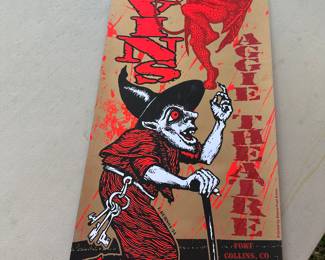 VINS
AGGIE THEATRE
FORT
COLLINS, CO